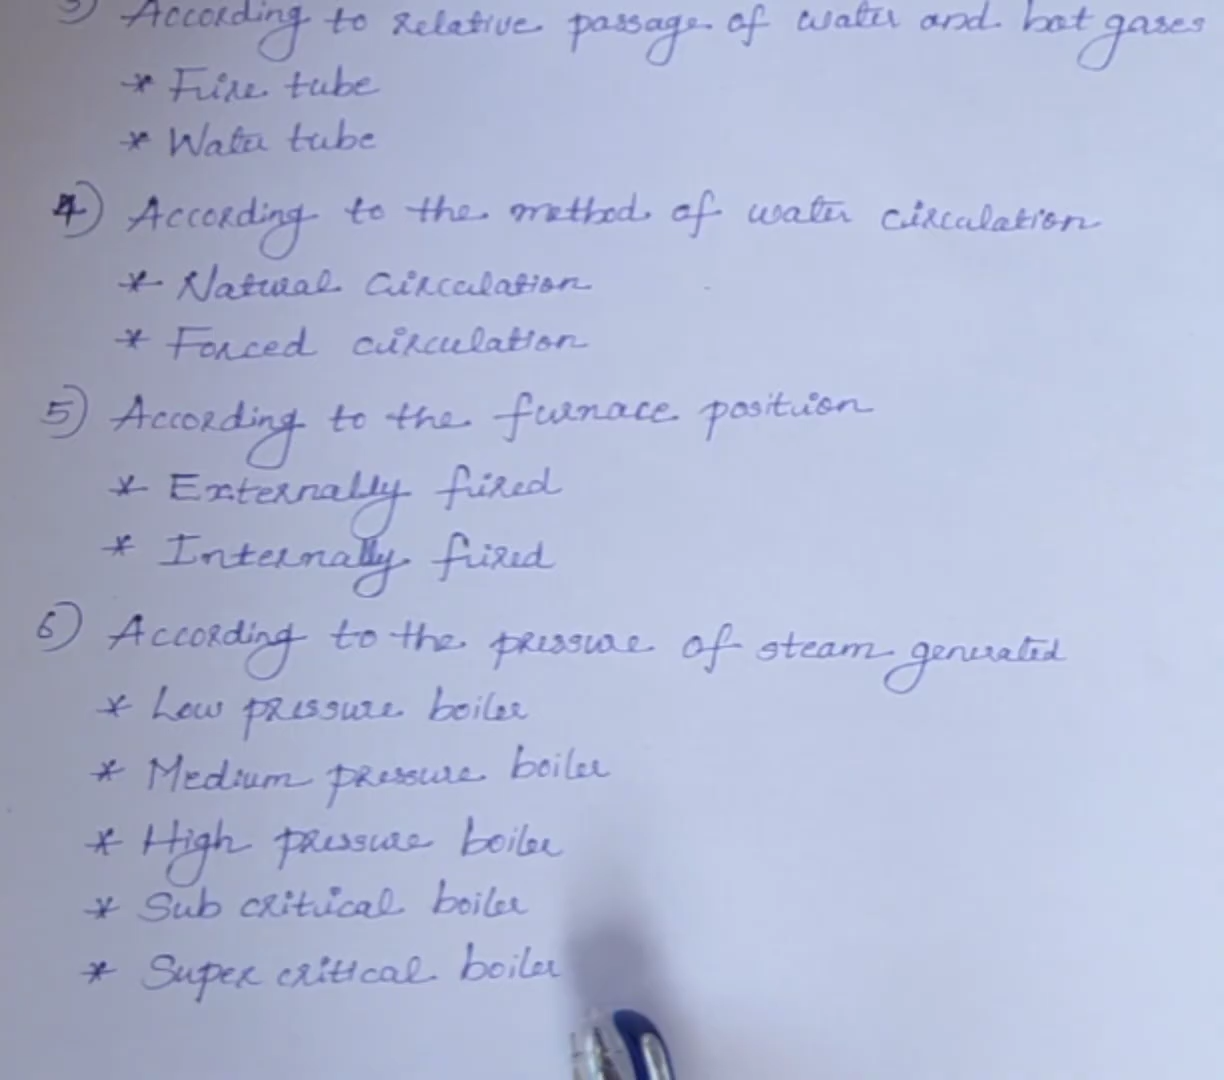 3) According to relative passage of water and hot gases
* Fire tube
* Water tube
4) According to the method of water circulation
* Natural circulation
* Forced circulation
5) According to the furnace position
* Externally fired
* Internally fired
6) According to the pressure of steam generated
* Low pressure boiler
* Medium pressure boiler
* High pressure boiler
* Sub critical boiler
* Super critical boiler